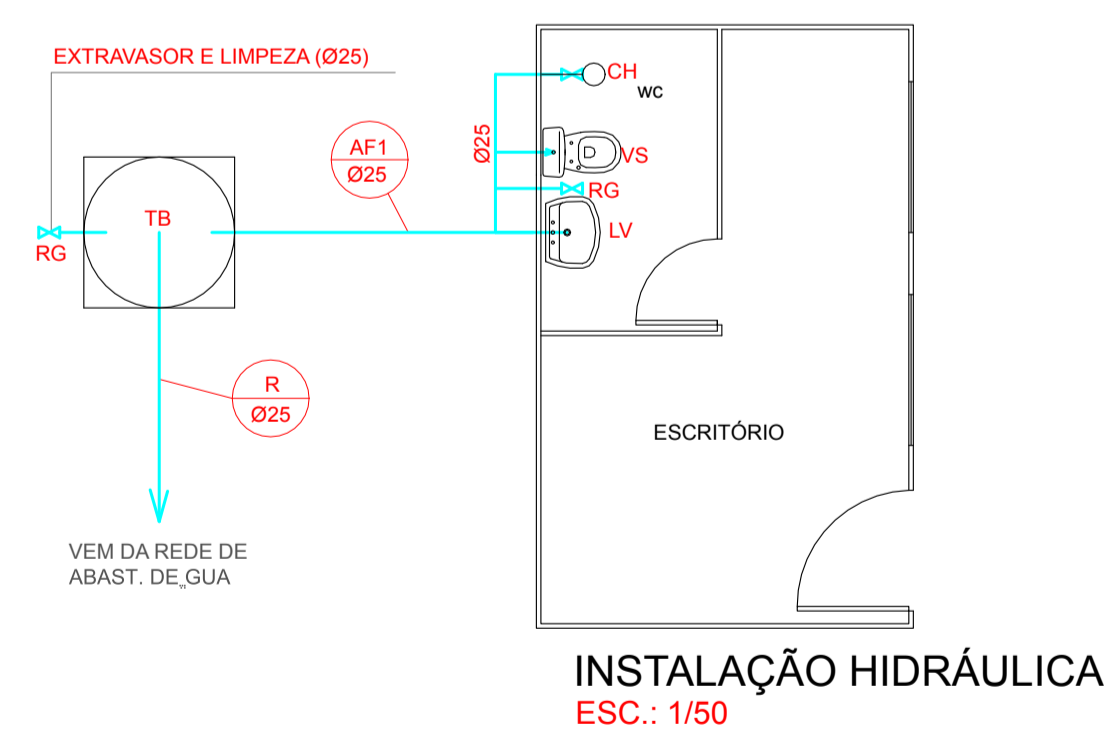 EXTRAVASOR E LIMPEZA (Ø25)
CH
WC
AF1
Ø25
Ø25
VS
RG
TB
LV
RG
R
Ø25
ESCRITÓRIO
VEM DA REDE DE
ABAST. DE GUA
INSTALAÇÃO HIDRÁULICA
ESC.: 1/50